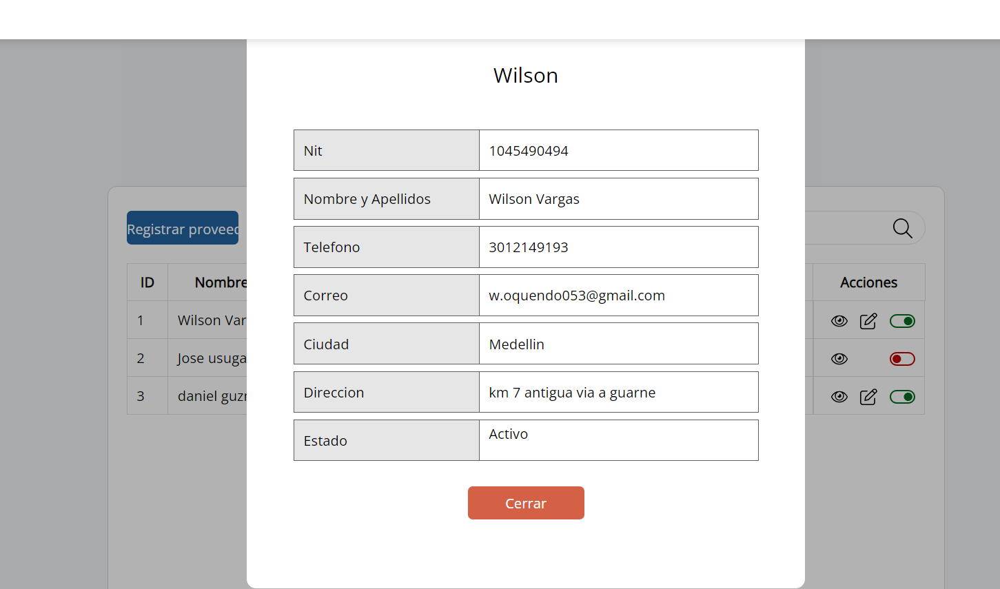 Wilson
Nit 1045490494
Nombre y Apellidos Wilson Vargas
Telefono 3012149193
Correo w.oquendo053@gmail.com
Ciudad Medellin
Direccion km 7 antigua via a guarne
Estado Activo
Cerrar
Registrar proveed
ID Nombre Acciones
1 Wilson Var
2 Jose usuga
3 daniel guz